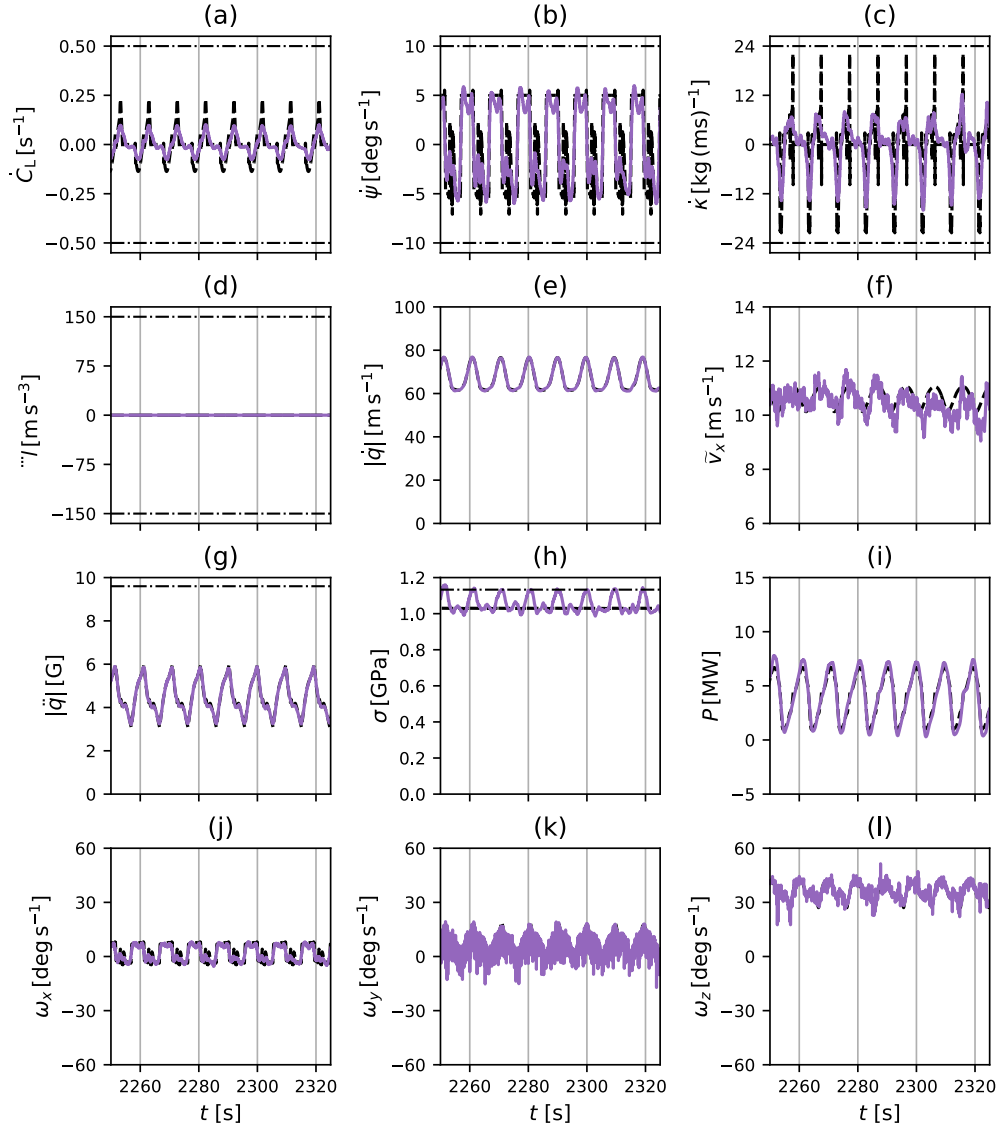 (a) (b) (c)
0.50 10 24
0.25 5 12
0.00 0 0
−0.25 −5 −12
−0.50 −10 −24
Ċ_L [s⁻¹] ψ̇ [deg s⁻¹] κ̇ [kg (ms)⁻¹]
(d) (e) (f)
150 100 14
75 80 12
0 60 10
−75 40 8
−150 20 6
0
l⃜ [m s⁻³] |q̇| [m s⁻¹] ṽ_x [m s⁻¹]
(g) (h) (i)
10 1.2 15
8 1.0 10
6 0.8 5
4 0.6 0
2 0.4 −5
0 0.2
0.0
|q̈| [G] σ [GPa] P [MW]
(j) (k) (l)
60 60 60
30 30 30
0 0 0
−30 −30 −30
−60 −60 −60
ω_x [deg s⁻¹] ω_y [deg s⁻¹] ω_z [deg s⁻¹]
2260 2280 2300 2320 2260 2280 2300 2320 2260 2280 2300 2320
t [s] t [s] t [s]